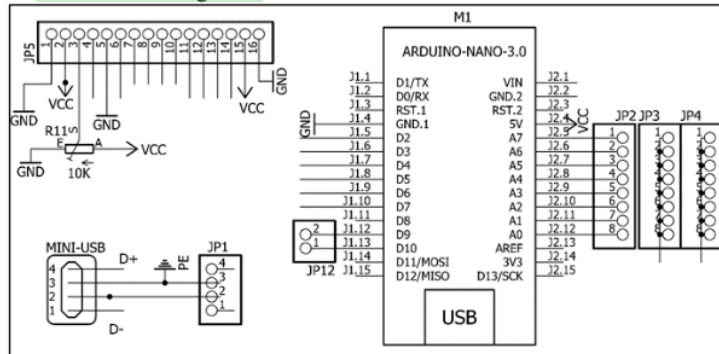 M1
ARDUINO-NANO-3.0
JP5
1 2 3 4 5 6 7 8 9 10 11 12 13 14 15 16
GND
VCC
GND
VCC
GND
R11
S
E
A
VCC
10K
GND
J1.1 D1/TX VIN J2.1
J1.2 D0/RX GND.2 J2.2
J1.3 RST.1 RST.2 J2.3
GND J1.4 GND.1 5V J2.4 VCC
J1.5 D2 A7 J2.5
J1.6 D3 A6 J2.6
J1.7 D4 A5 J2.7
J1.8 D5 A4 J2.8
J1.9 D6 A3 J2.9
J1.10 D7 A2 J2.10
J1.11 D8 A1 J2.11
J1.12 D9 A0 J2.12
J1.13 D10 AREF J2.13
J1.14 D11/MOSI 3V3 J2.14
J1.15 D12/MISO D13/SCK J2.15
USB
JP2 JP3 JP4
1
2
3
4
5
6
7
8
2
1
JP12
MINI-USB
D+
4
3
2
1
D-
PE
JP1
4
3
2
1